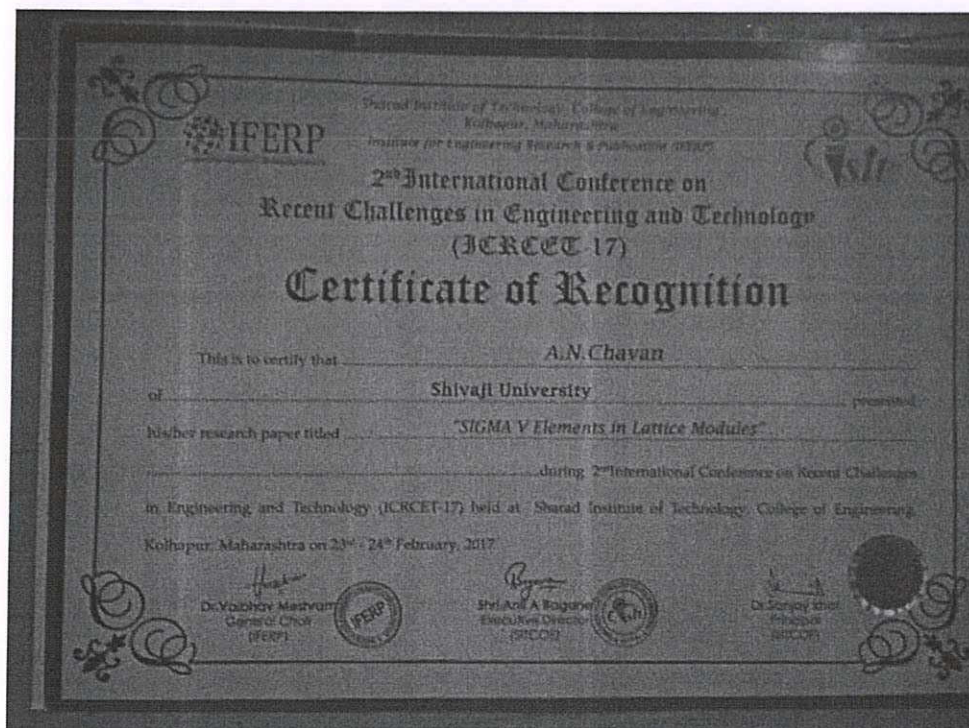 IFERP
Sharad Institute of Technology, College of Engineering,
Kolhapur, Maharashtra
Institute for Engineering Research & Publication (IFERP)
2nd International Conference on
Recent Challenges in Engineering and Technology
(ICRCET 17)
Certificate of Recognition
This is to certify that A.N.Chavan
of Shivaji University presented
his/her research paper titled "SIGMA V Elements in Lattice Modules"
during 2nd International Conference on Recent Challenges
in Engineering and Technology (ICRCET-17) held at Sharad Institute of Technology, College of Engineering,
Kolhapur, Maharashtra on 23rd - 24th February, 2017
Dr. Vaibhav Meshram
General Chair
(IFERP)
IFERP
Shri Anil A Bagane
Executive Director
(SITCOE)
Dr. Sanjay
Principal
(SITCOE)